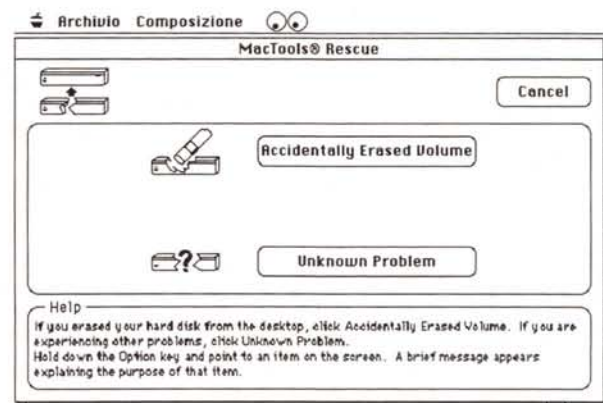 Archivio Composizione
MacTools® Rescue
Cancel
Accidentally Erased Volume
?
Unknown Problem
Help
If you erased your hard disk from the desktop, click Accidentally Erased Volume. If you are
experiencing other problems, click Unknown Problem.
Hold down the Option key and point to an item on the screen. A brief message appears
explaining the purpose of that item.